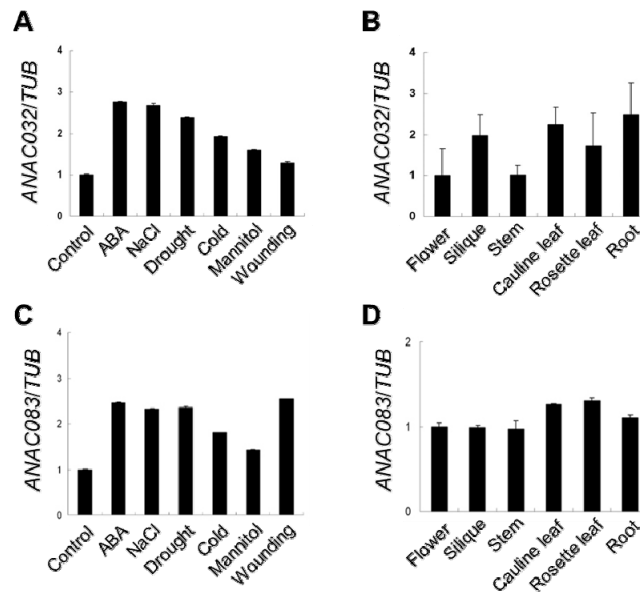 A
ANAC032/TUB
4
3
2
1
0
Control
ABA
NaCl
Drought
Cold
Mannitol
Wounding
B
ANAC032/TUB
4
3
2
1
0
Flower
Silique
Stem
Cauline leaf
Rosette leaf
Root
C
ANAC083/TUB
4
3
2
1
0
Control
ABA
NaCl
Drought
Cold
Mannitol
Wounding
D
ANAC083/TUB
2
1
0
Flower
Silique
Stem
Cauline leaf
Rosette leaf
Root